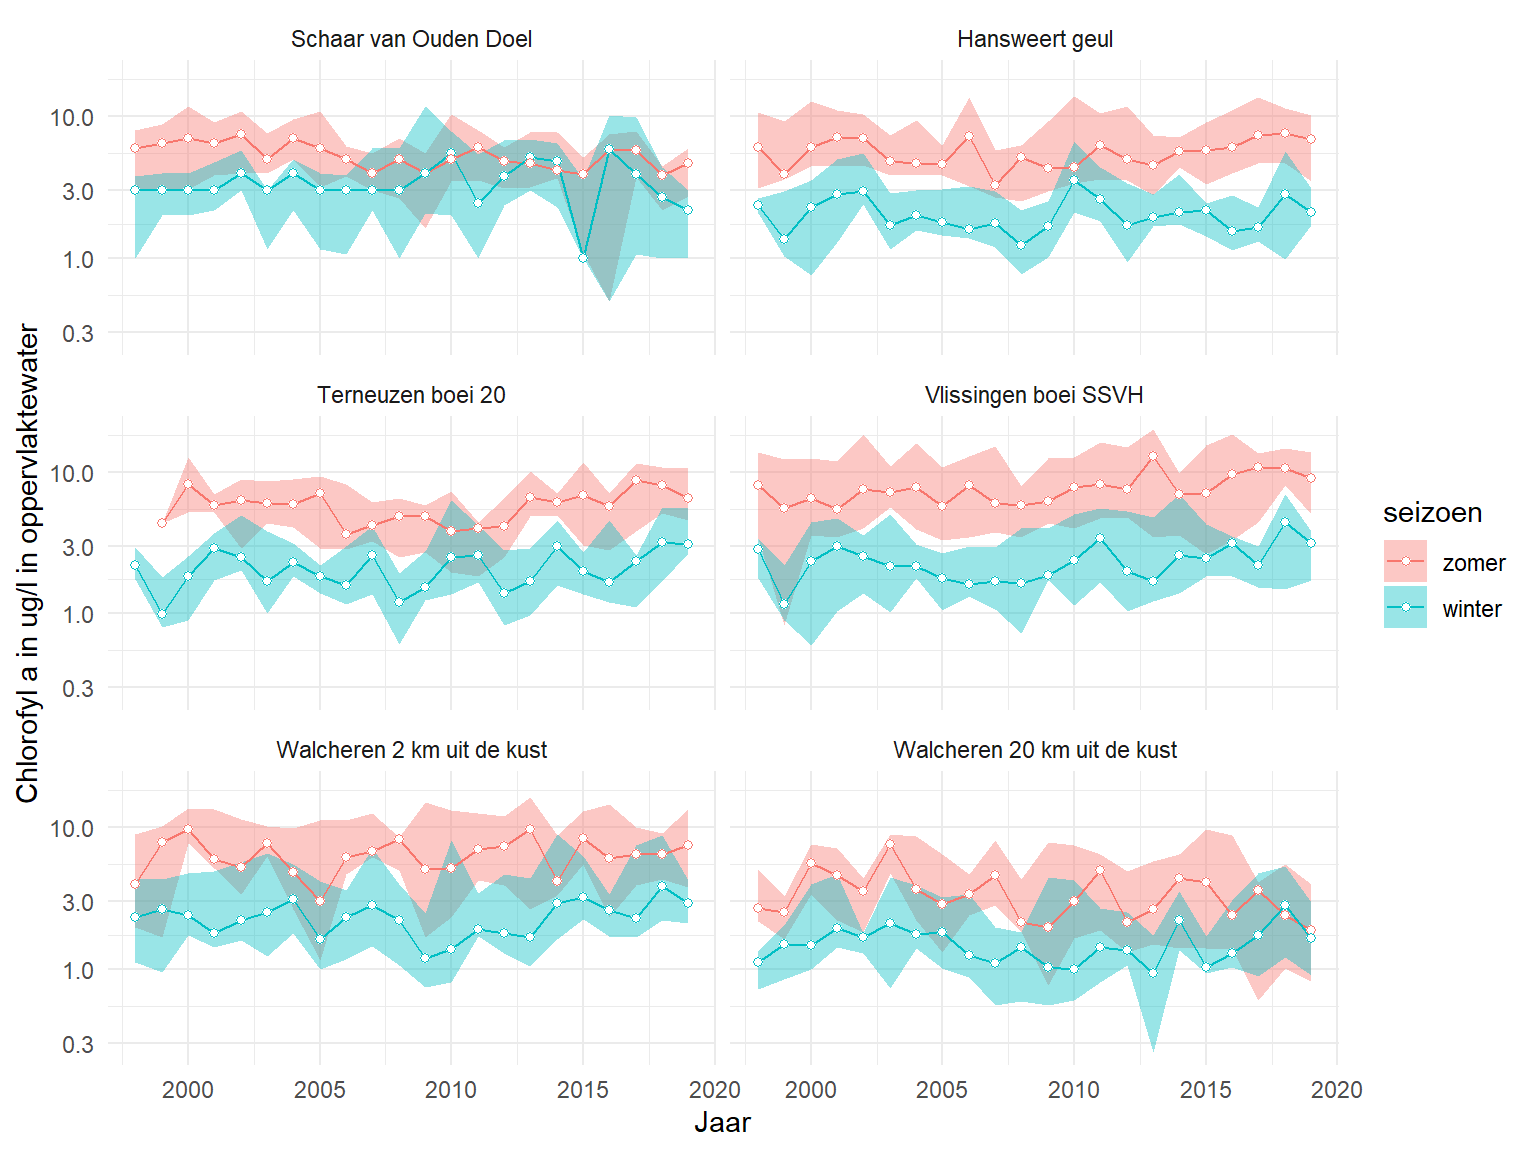 Schaar van Ouden Doel
Hansweert geul
10.0
3.0
1.0
0.3
Terneuzen boei 20
Vlissingen boei SSVH
10.0
3.0
1.0
0.3
Walcheren 2 km uit de kust
Walcheren 20 km uit de kust
10.0
3.0
1.0
0.3
2000 2005 2010 2015 2020
2000 2005 2010 2015 2020
Jaar
Chlorofyl a in ug/l in oppervlaktewater
seizoen
zomer
winter